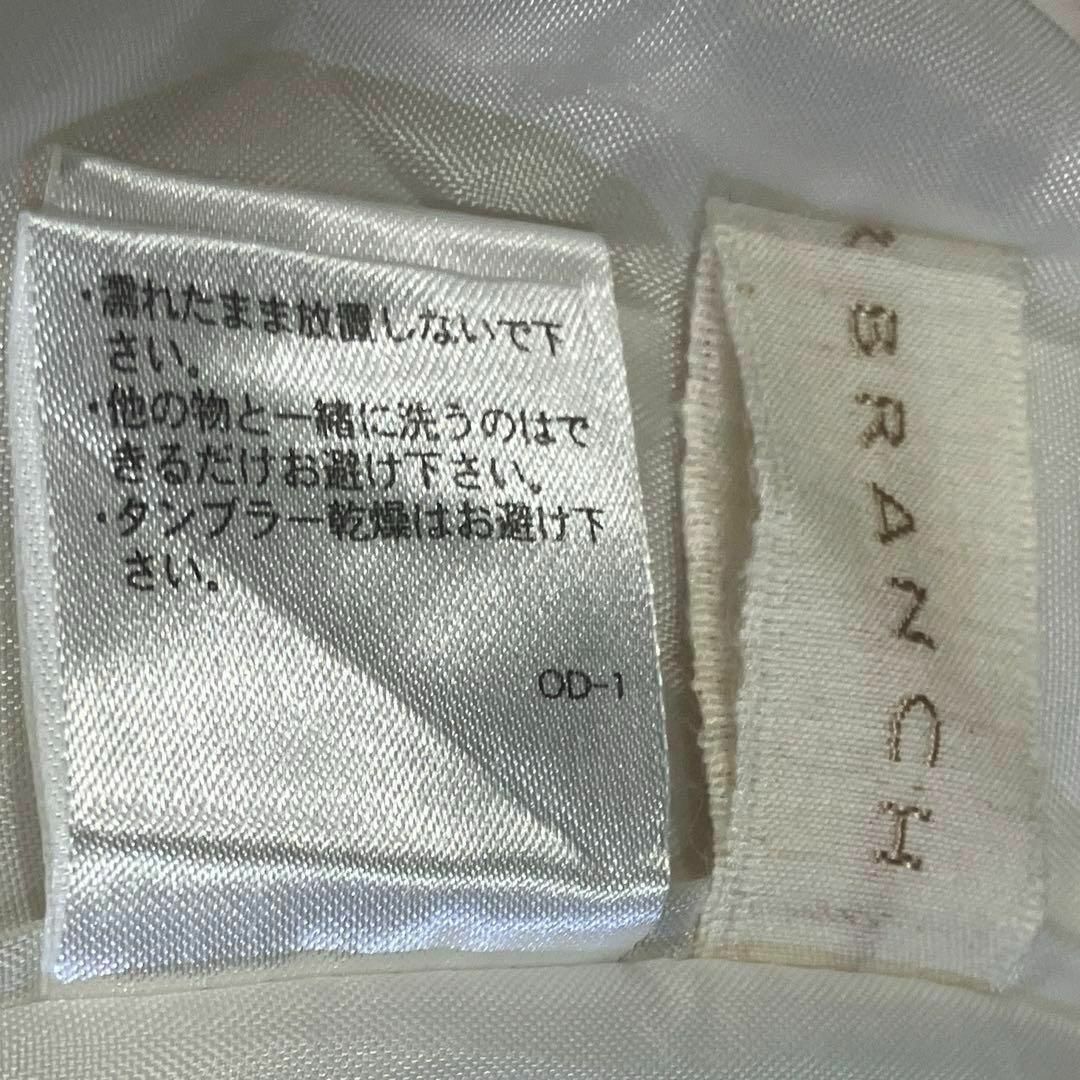 ・濡れたまま放置しないで下
さい。
・他の物と一緒に洗うのはで
きるだけお避け下さい。
・タンブラー乾燥はお避け下
さい。
OD-1
BRANCH